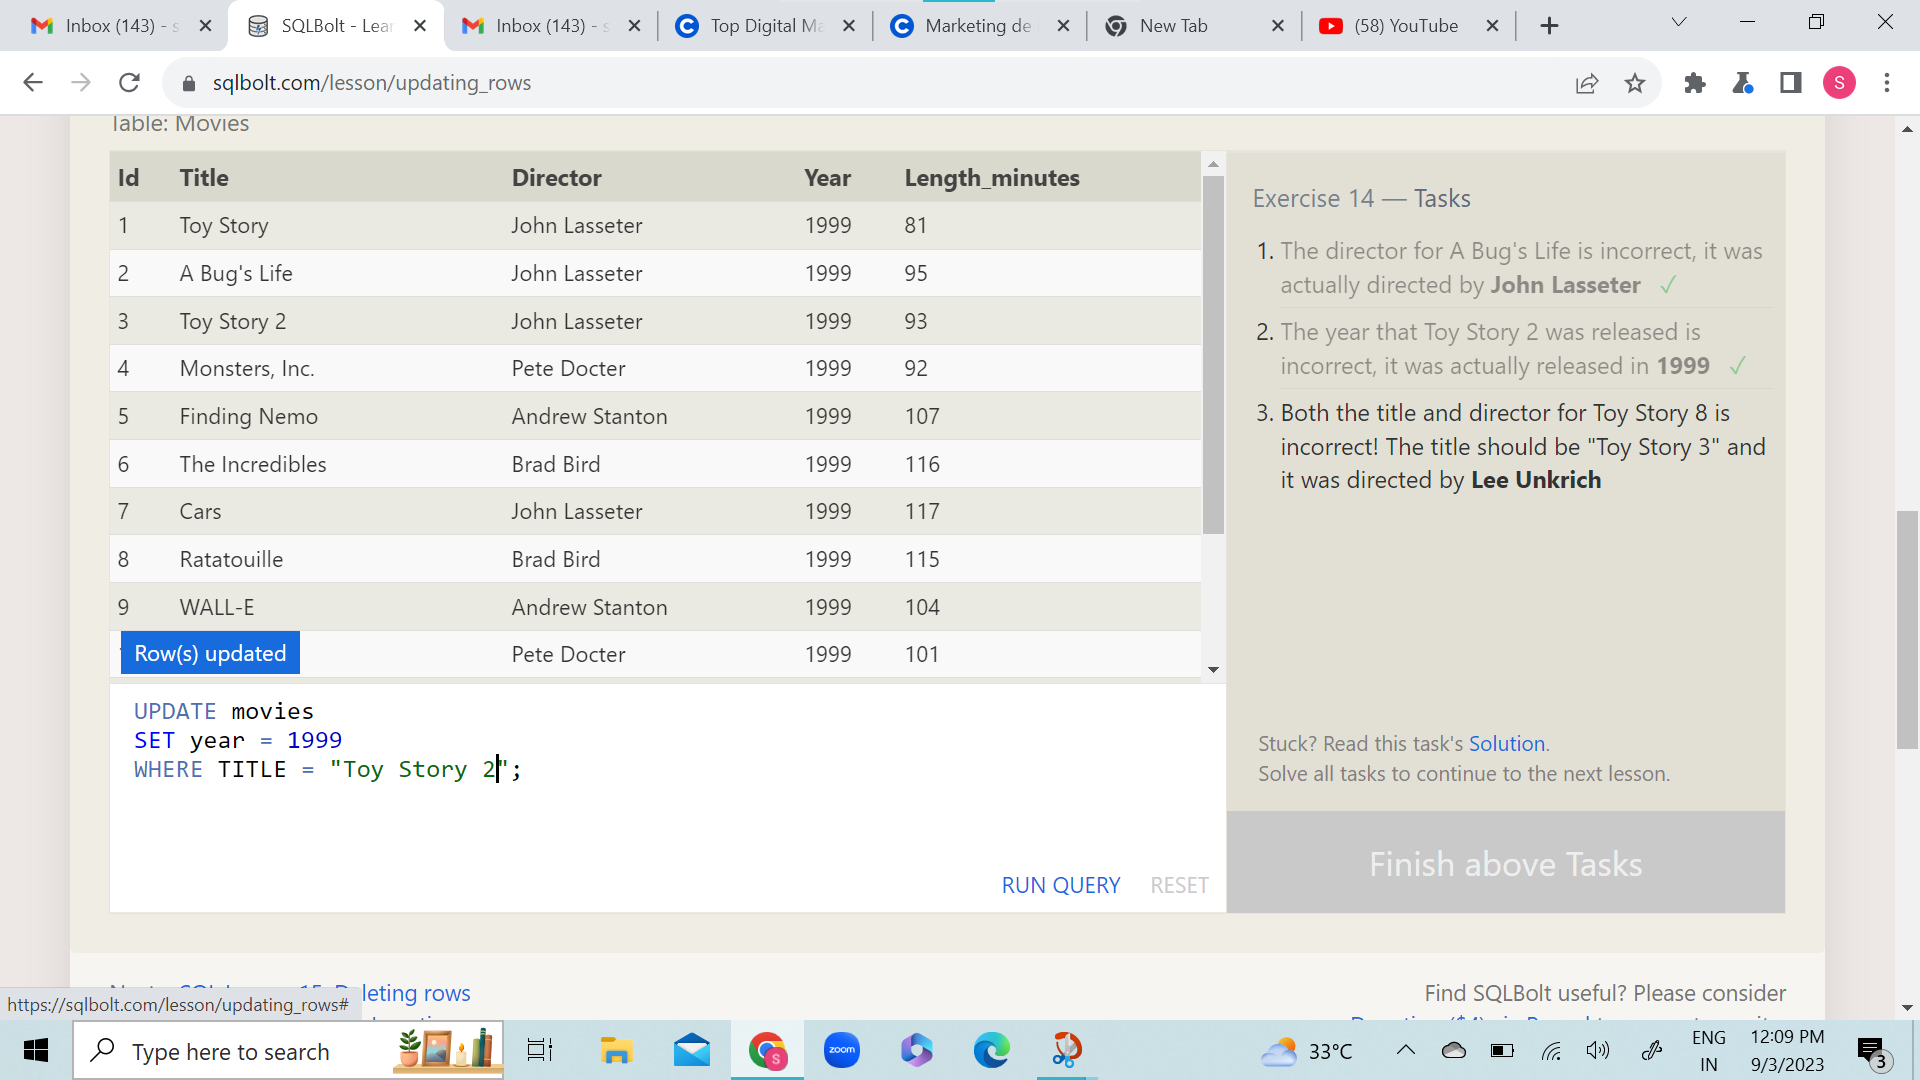 Inbox (143) - s
SQLBolt - Lear
Inbox (143) - s
Top Digital Ma
Marketing de
New Tab
(58) YouTube
sqlbolt.com/lesson/updating_rows
S
Table: Movies
Id Title Director Year Length_minutes
1 Toy Story John Lasseter 1999 81
2 A Bug's Life John Lasseter 1999 95
3 Toy Story 2 John Lasseter 1999 93
4 Monsters, Inc. Pete Docter 1999 92
5 Finding Nemo Andrew Stanton 1999 107
6 The Incredibles Brad Bird 1999 116
7 Cars John Lasseter 1999 117
8 Ratatouille Brad Bird 1999 115
9 WALL-E Andrew Stanton 1999 104
Row(s) updated Pete Docter 1999 101
UPDATE movies
SET year = 1999
WHERE TITLE = "Toy Story 2";
RUN QUERY RESET
Exercise 14 — Tasks
1. The director for A Bug's Life is incorrect, it was
actually directed by John Lasseter ✓
2. The year that Toy Story 2 was released is
incorrect, it was actually released in 1999 ✓
3. Both the title and director for Toy Story 8 is
incorrect! The title should be "Toy Story 3" and
it was directed by Lee Unkrich
Stuck? Read this task's Solution.
Solve all tasks to continue to the next lesson.
Finish above Tasks
leting rows
Find SQLBolt useful? Please consider
https://sqlbolt.com/lesson/updating_rows#
Type here to search
S
zoom
33°C
ENG
IN
12:09 PM
9/3/2023
3